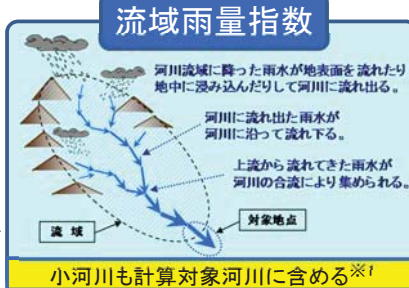 流域雨量指数
河川流域に降った雨水が地表面を流れたり
地中に浸み込んだりして河川に流れ出る。
河川に流れ出た雨水が
河川に沿って流れ下る。
上流から流れてきた雨水が
河川の合流により集められる。
流域
対象地点
小河川も計算対象河川に含める※1